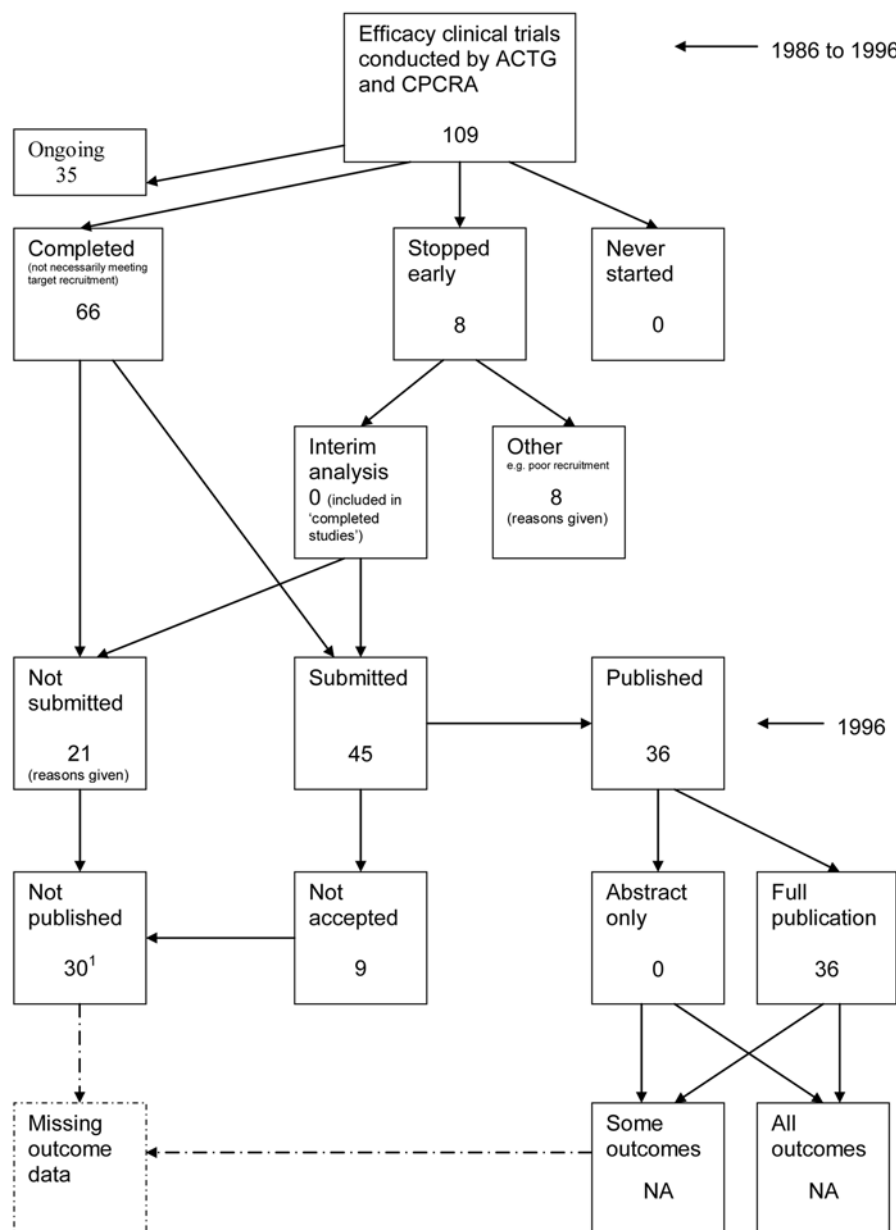 Efficacy clinical trials
conducted by ACTG
and CPCRA
109
1986 to 1996
Ongoing
35
Completed
(not necessarily meeting
target recruitment)
66
Stopped
early
8
Never
started
0
Interim
analysis
0 (included in
‘completed
studies’)
Other
e.g. poor recruitment
8
(reasons given)
Not
submitted
21
(reasons given)
Submitted
45
Published
36
1996
Not
published
30¹
Not
accepted
9
Abstract
only
0
Full
publication
36
Missing
outcome
data
Some
outcomes
NA
All
outcomes
NA